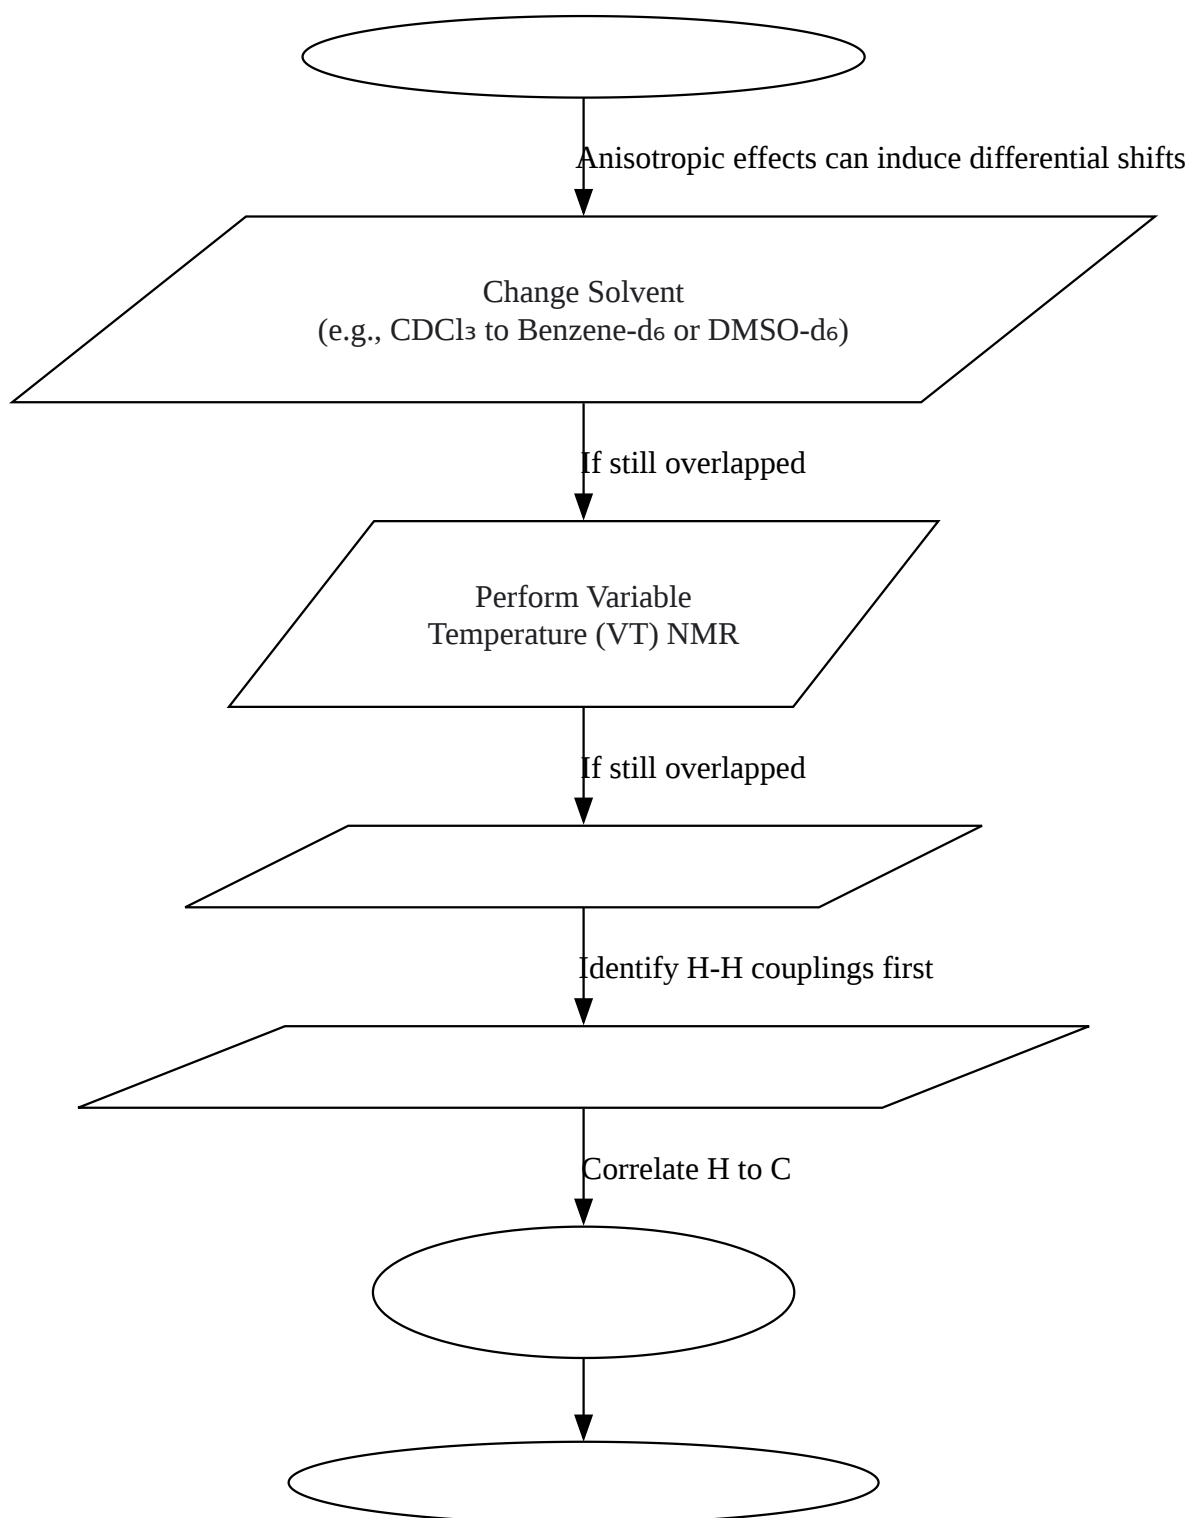 Anisotropic effects can induce differential shifts
Change Solvent
(e.g., CDCl₃ to Benzene-d₆ or DMSO-d₆)
If still overlapped
Perform Variable
Temperature (VT) NMR
If still overlapped
Identify H-H couplings first
Correlate H to C